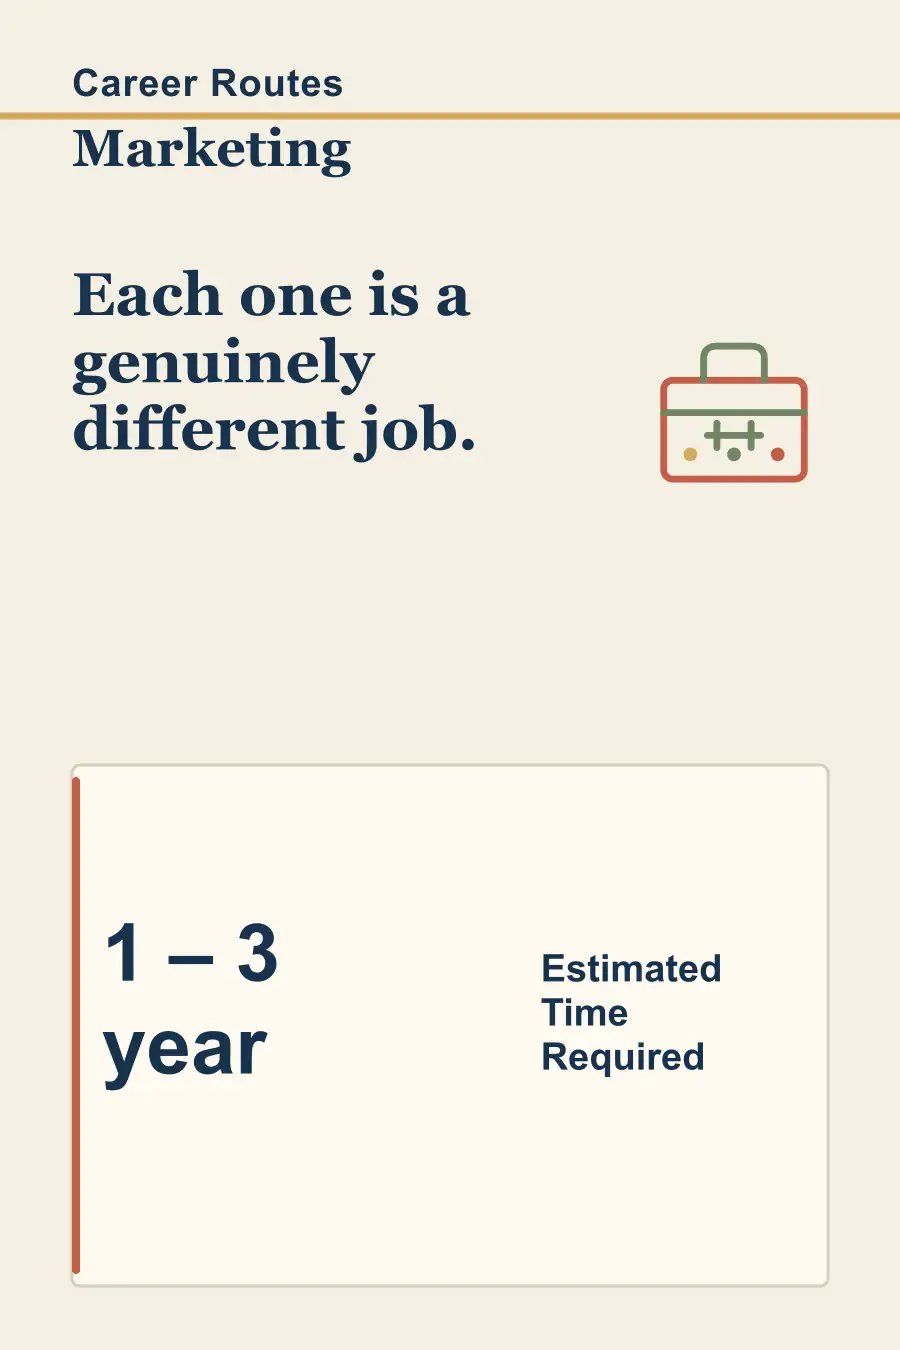 Career Routes
Marketing
Each one is a
genuinely
different job.
1 – 3
year
Estimated
Time
Required